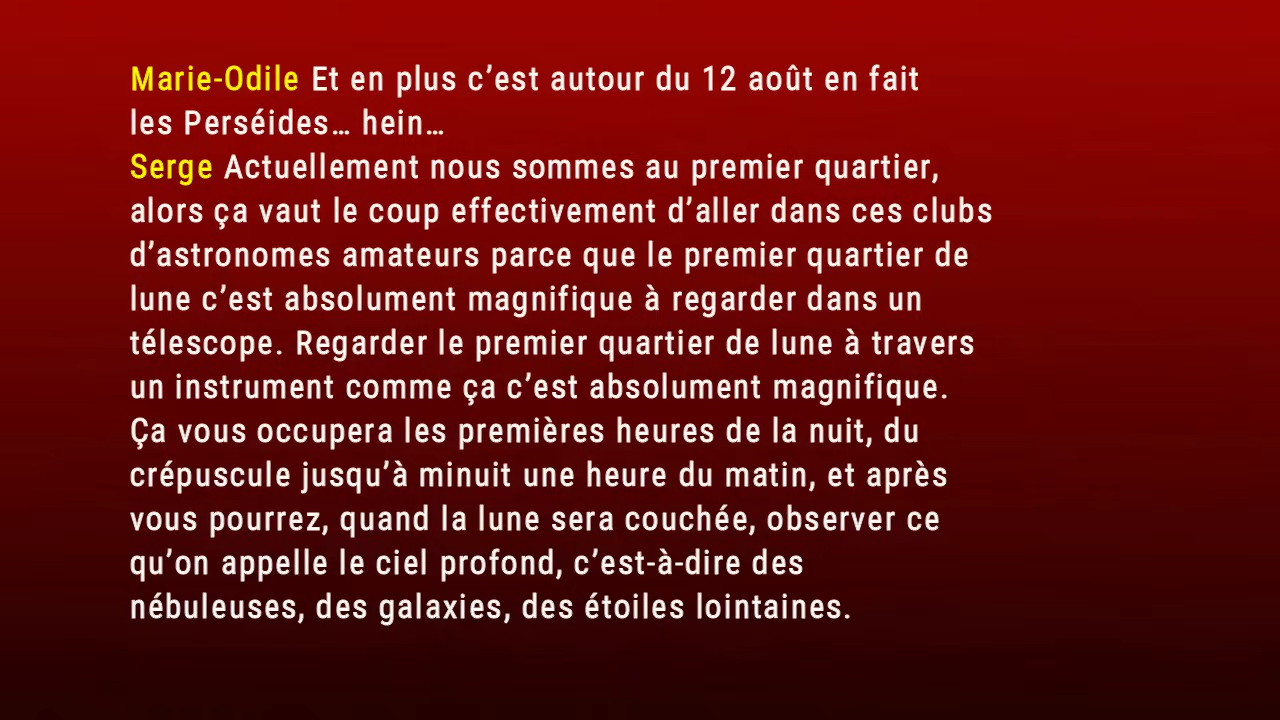 Marie-Odile Et en plus c’est autour du 12 août en fait
les Perséides… hein…
Serge Actuellement nous sommes au premier quartier,
alors ça vaut le coup effectivement d’aller dans ces clubs
d’astronomes amateurs parce que le premier quartier de
lune c’est absolument magnifique à regarder dans un
télescope. Regarder le premier quartier de lune à travers
un instrument comme ça c’est absolument magnifique.
Ça vous occupera les premières heures de la nuit, du
crépuscule jusqu’à minuit une heure du matin, et après
vous pourrez, quand la lune sera couchée, observer ce
qu’on appelle le ciel profond, c’est-à-dire des
nébuleuses, des galaxies, des étoiles lointaines.